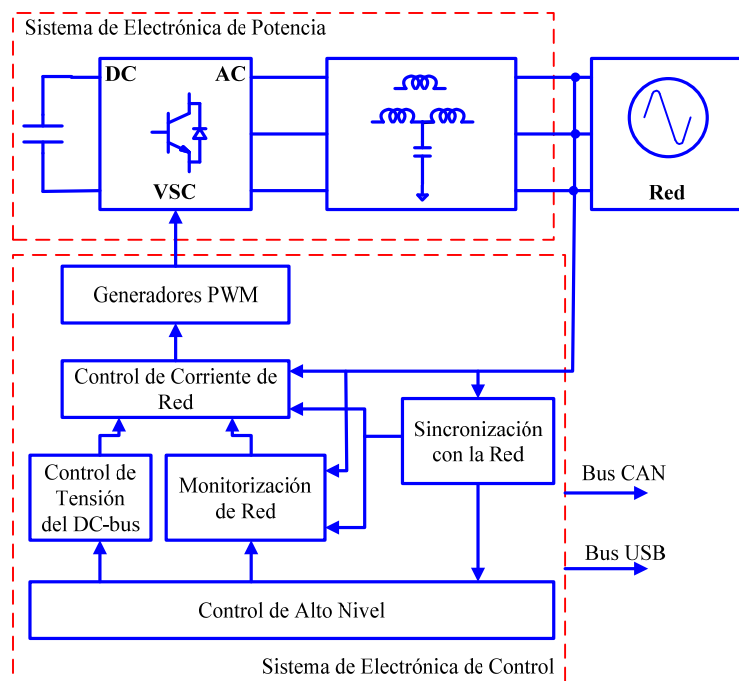 Sistema de Electrónica de Potencia
DC
AC
VSC
Red
Generadores PWM
Control de Corriente de
Red
Sincronización
con la Red
Control de
Tensión
del DC-bus
Monitorización
de Red
Bus CAN
Bus USB
Control de Alto Nivel
Sistema de Electrónica de Control